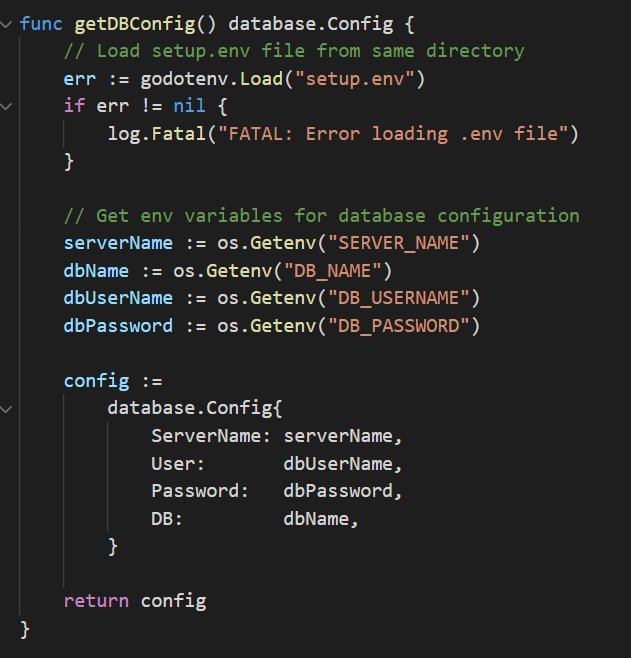 func getDBConfig() database.Config {
    // Load setup.env file from same directory
    err := godotenv.Load("setup.env")
    if err != nil {
        log.Fatal("FATAL: Error loading .env file")
    }

    // Get env variables for database configuration
    serverName := os.Getenv("SERVER_NAME")
    dbName := os.Getenv("DB_NAME")
    dbUserName := os.Getenv("DB_USERNAME")
    dbPassword := os.Getenv("DB_PASSWORD")

    config :=
        database.Config{
            ServerName: serverName,
            User:       dbUserName,
            Password:   dbPassword,
            DB:         dbName,
        }

    return config
}